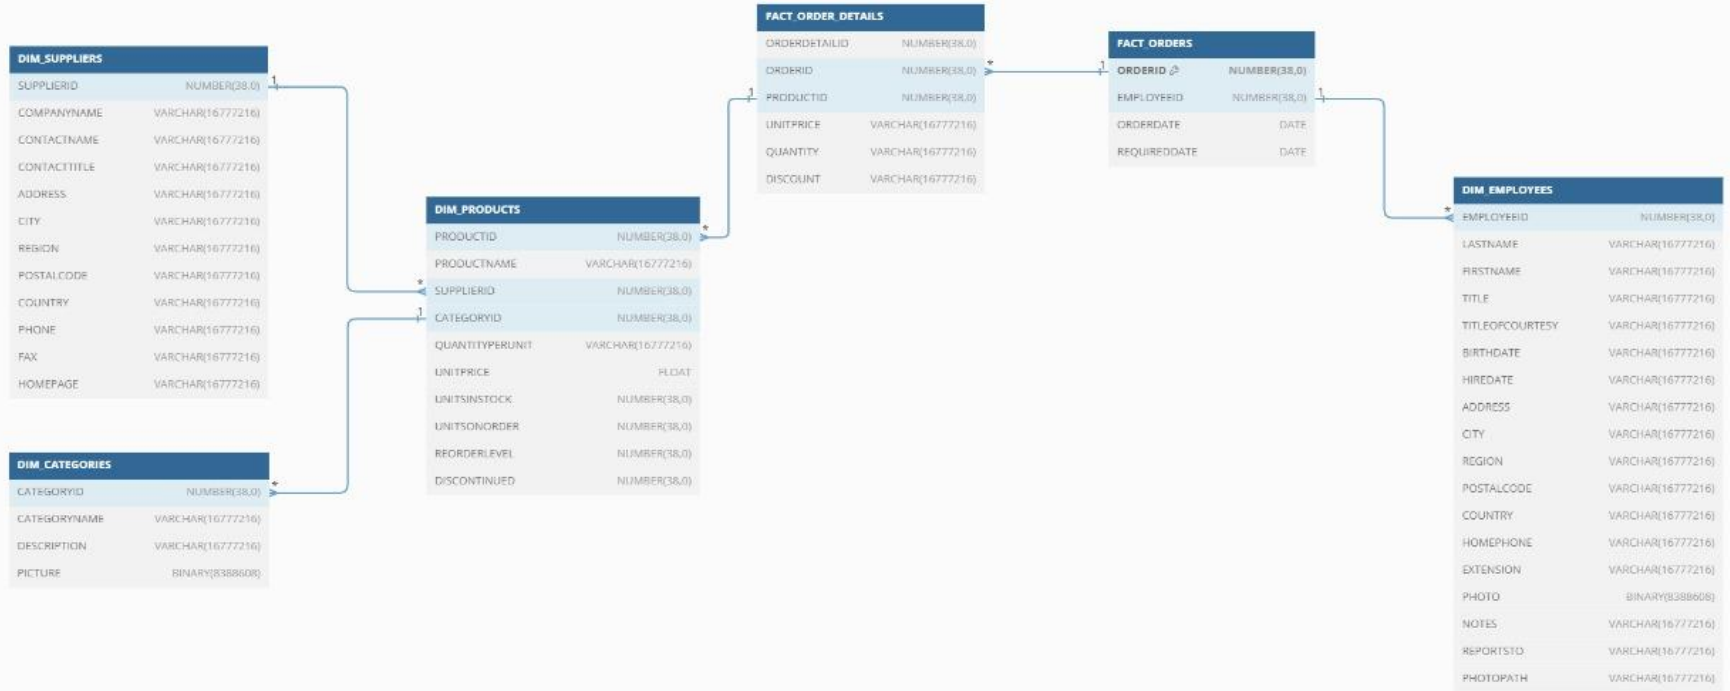 DIM_SUPPLIERS
SUPPLIERID NUMBER(38,0)
COMPANYNAME VARCHAR(16777216)
CONTACTNAME VARCHAR(16777216)
CONTACTTITLE VARCHAR(16777216)
ADDRESS VARCHAR(16777216)
CITY VARCHAR(16777216)
REGION VARCHAR(16777216)
POSTALCODE VARCHAR(16777216)
COUNTRY VARCHAR(16777216)
PHONE VARCHAR(16777216)
FAX VARCHAR(16777216)
HOMEPAGE VARCHAR(16777216)
1
*
DIM_CATEGORIES
CATEGORYID NUMBER(38,0)
CATEGORYNAME VARCHAR(16777216)
DESCRIPTION VARCHAR(16777216)
PICTURE BINARY(8388608)
*
1
DIM_PRODUCTS
PRODUCTID NUMBER(38,0)
PRODUCTNAME VARCHAR(16777216)
SUPPLIERID NUMBER(38,0)
CATEGORYID NUMBER(38,0)
QUANTITYPERUNIT VARCHAR(16777216)
UNITPRICE FLOAT
UNITSINSTOCK NUMBER(38,0)
UNITSONORDER NUMBER(38,0)
REORDERLEVEL NUMBER(38,0)
DISCONTINUED NUMBER(38,0)
*
1
FACT_ORDER_DETAILS
ORDERDETAILID NUMBER(38,0)
ORDERID NUMBER(38,0)
PRODUCTID NUMBER(38,0)
UNITPRICE VARCHAR(16777216)
QUANTITY VARCHAR(16777216)
DISCOUNT VARCHAR(16777216)
*
1
FACT_ORDERS
ORDERID NUMBER(38,0)
EMPLOYEEID NUMBER(38,0)
ORDERDATE DATE
REQUIREDDATE DATE
1
*
DIM_EMPLOYEES
EMPLOYEEID NUMBER(38,0)
LASTNAME VARCHAR(16777216)
FIRSTNAME VARCHAR(16777216)
TITLE VARCHAR(16777216)
TITLEOFCOURTESY VARCHAR(16777216)
BIRTHDATE VARCHAR(16777216)
HIREDATE VARCHAR(16777216)
ADDRESS VARCHAR(16777216)
CITY VARCHAR(16777216)
REGION VARCHAR(16777216)
POSTALCODE VARCHAR(16777216)
COUNTRY VARCHAR(16777216)
HOMEPHONE VARCHAR(16777216)
EXTENSION VARCHAR(16777216)
PHOTO BINARY(8388608)
NOTES VARCHAR(16777216)
REPORTSTO VARCHAR(16777216)
PHOTOPATH VARCHAR(16777216)